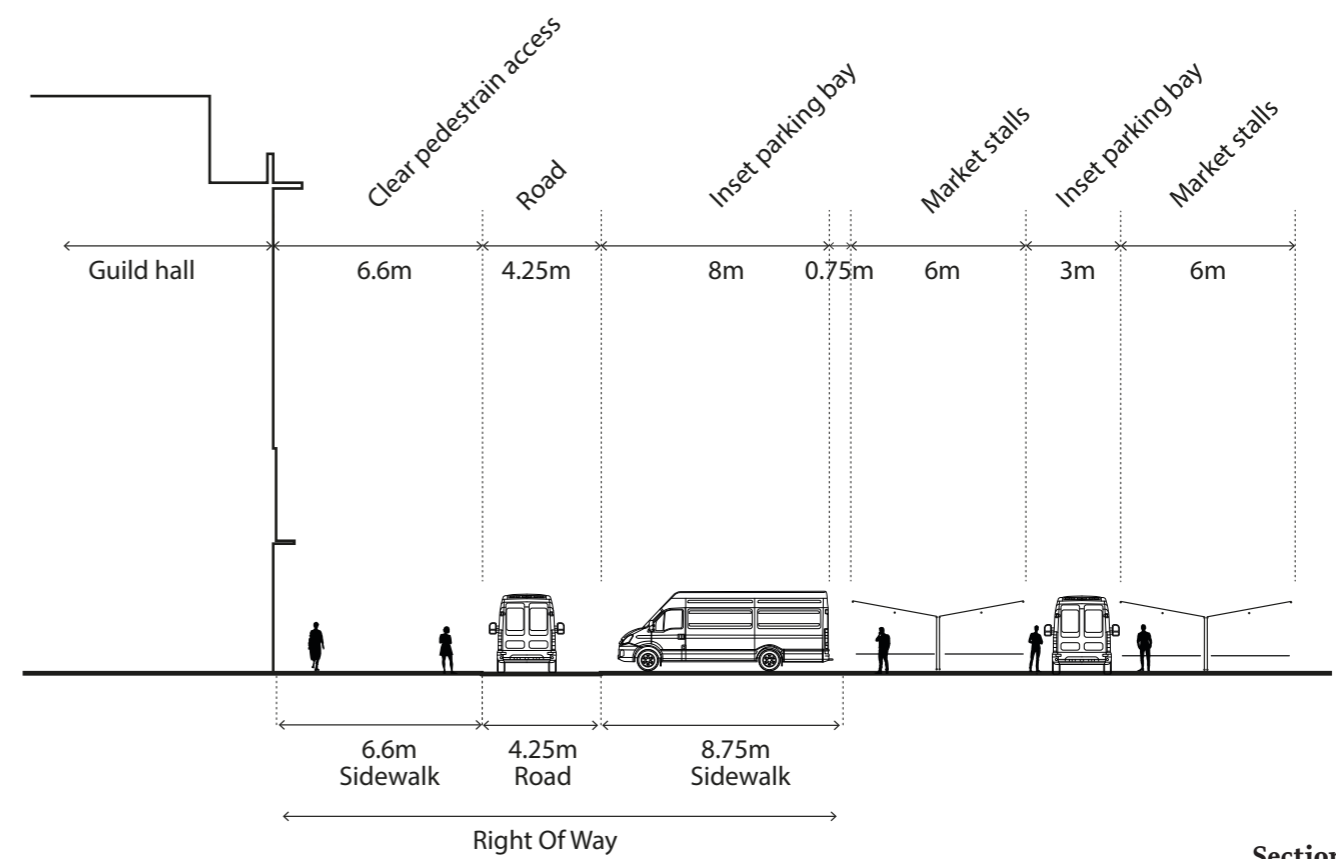 Clear pedestrain access
Road
Inset parking bay
Market stalls
Inset parking bay
Market stalls
Guild hall
6.6m
4.25m
8m
0.75m
6m
3m
6m
6.6m
Sidewalk
4.25m
Road
8.75m
Sidewalk
Right Of Way
Section